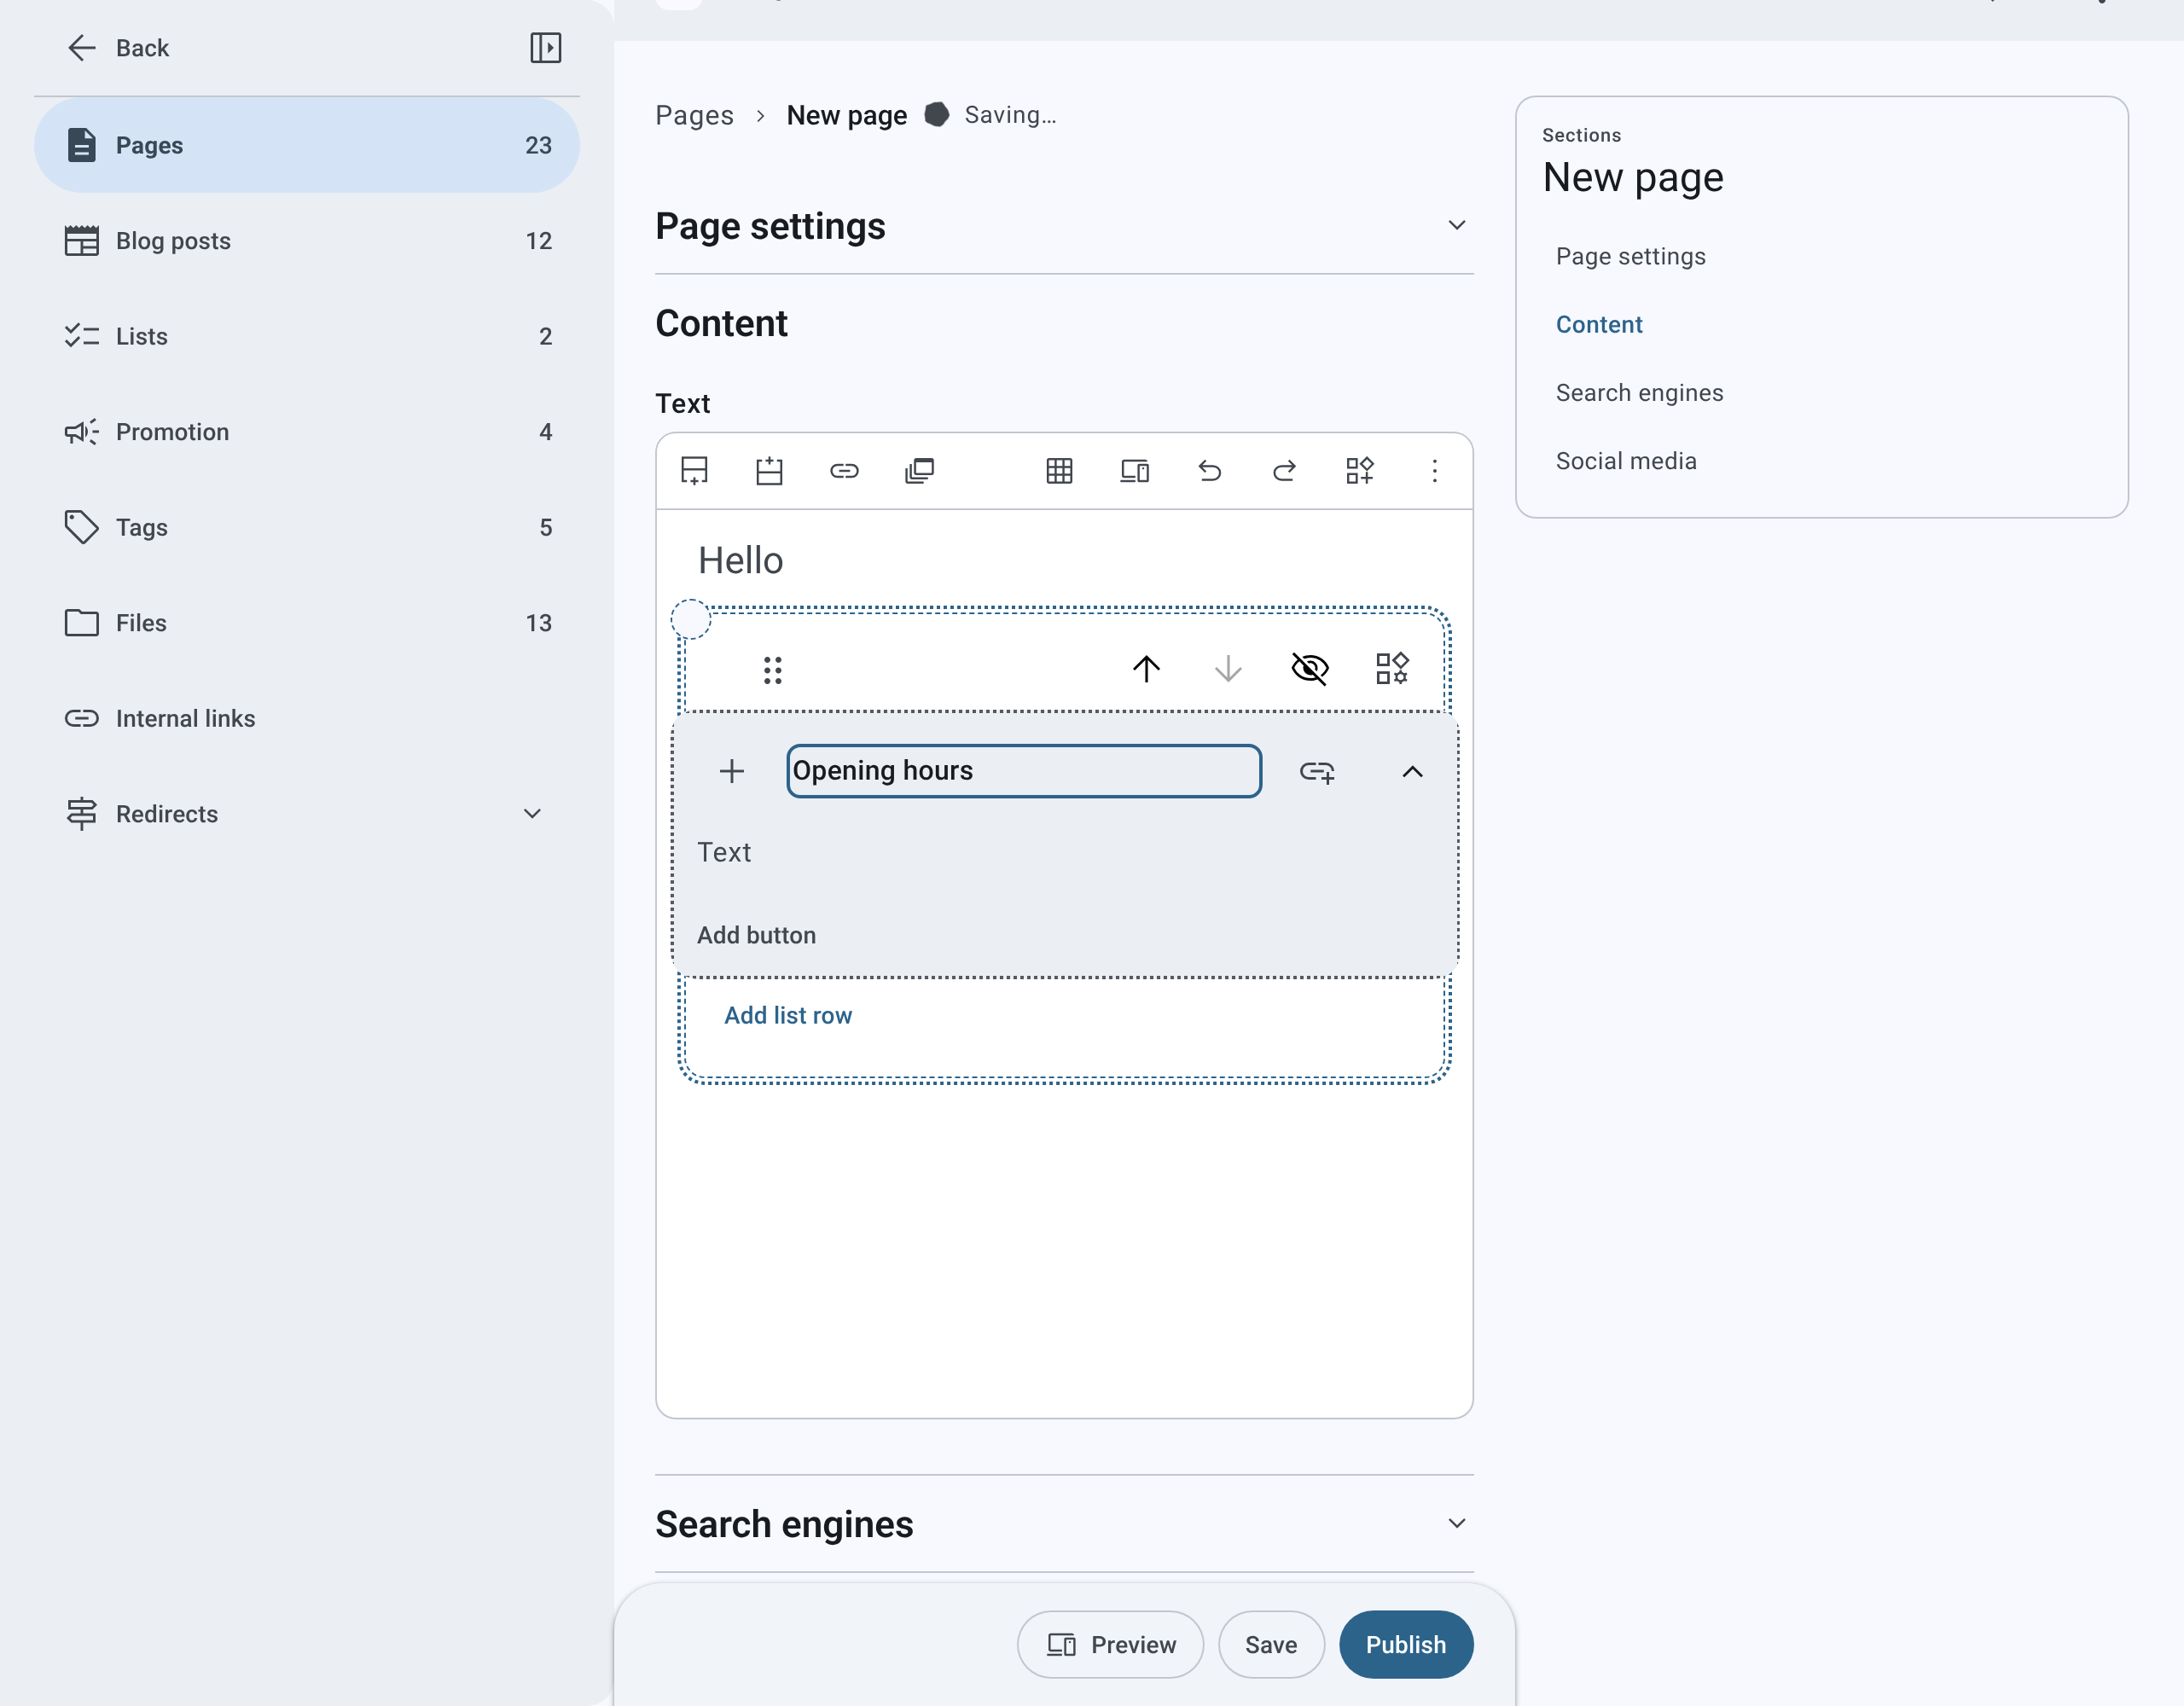 Back
Pages 23
Blog posts 12
Lists 2
Promotion 4
Tags 5
Files 13
Internal links
Redirects
Pages › New page Saving...
Page settings
Content
Text
Hello
Opening hours
Text
Add button
Add list row
Search engines
Preview Save Publish
Sections
New page
Page settings
Content
Search engines
Social media